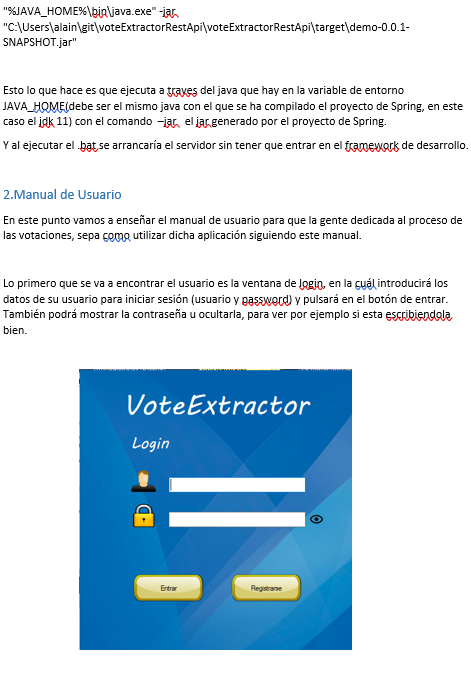 "%JAVA_HOME%\bin\java.exe" -jar
"C:\Users\alain\git\voteExtractorRestApi\voteExtractorRestApi\target\demo-0.0.1-
SNAPSHOT.jar"
Esto lo que hace es que ejecuta a traves del java que hay en la variable de entorno
JAVA_HOME(debe ser el mismo java con el que se ha compilado el proyecto de Spring, en este
caso el jdk 11) con el comando –jar el jar generado por el proyecto de Spring.
Y al ejecutar el .bat se arrancaría el servidor sin tener que entrar en el framework de desarrollo.
2.Manual de Usuario
En este punto vamos a enseñar el manual de usuario para que la gente dedicada al proceso de
las votaciones, sepa como utilizar dicha aplicación siguiendo este manual.
Lo primero que se va a encontrar el usuario es la ventana de login, en la cuál introducirá los
datos de su usuario para iniciar sesión (usuario y password) y pulsará en el botón de entrar.
También podrá mostrar la contraseña u ocultarla, para ver por ejemplo si esta escribiendola
bien.
VoteExtractor
Login
Entrar
Registrarse